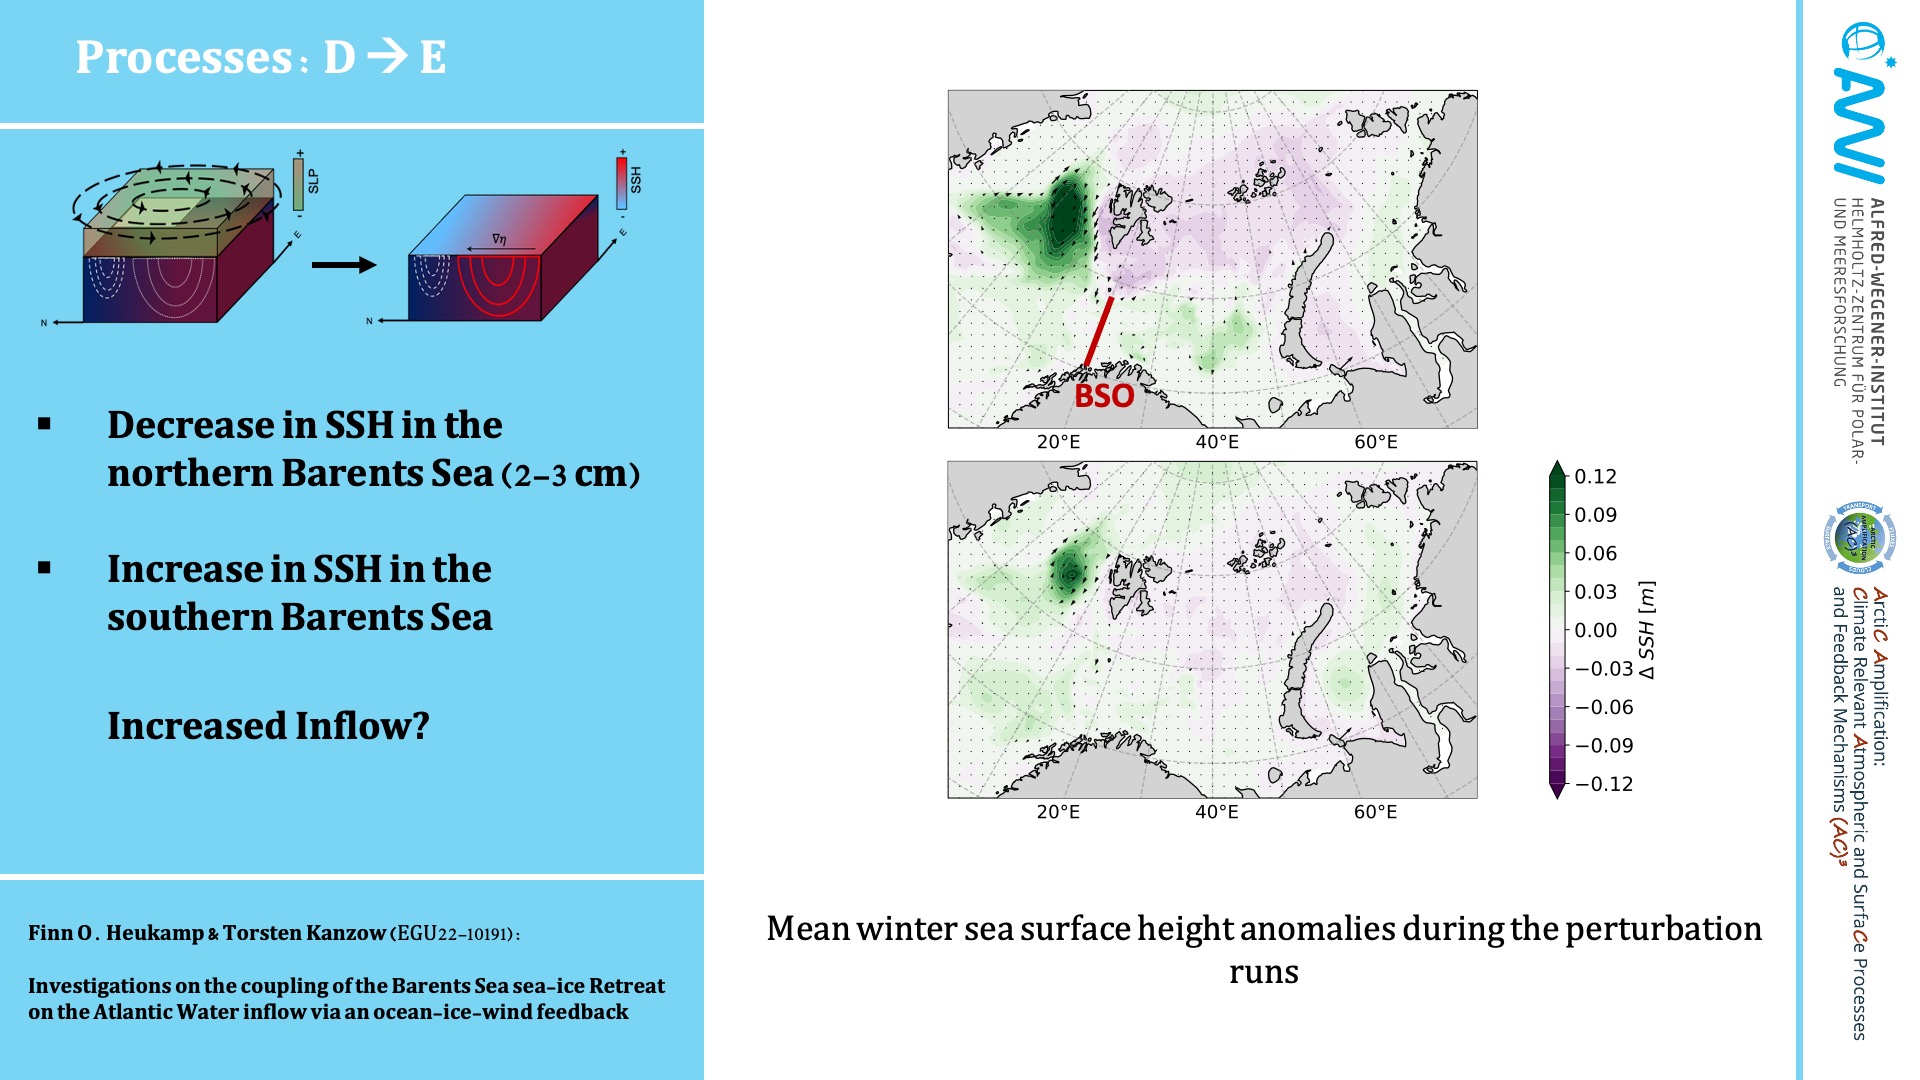 Processes: D → E
+
SLP
-
E
N
+
SSH
-
∇η
E
N
▪ Decrease in SSH in the
northern Barents Sea (2-3 cm)
▪ Increase in SSH in the
southern Barents Sea
Increased Inflow?
Finn O. Heukamp & Torsten Kanzow (EGU22-10191):
Investigations on the coupling of the Barents Sea sea-ice Retreat
on the Atlantic Water inflow via an ocean-ice-wind feedback
BSO
20°E 40°E 60°E
20°E 40°E 60°E
0.12
0.09
0.06
0.03
0.00
−0.03
−0.06
−0.09
−0.12
∇ SSH [m]
Mean winter sea surface height anomalies during the perturbation
runs
AWI
ALFRED-WEGENER-INSTITUT
HELMHOLTZ-ZENTRUM FÜR POLAR-
UND MEERESFORSCHUNG
ArctiC Amplification:
Climate Relevant Atmospheric and SurfaCe Processes
and Feedback Mechanisms (AC)³